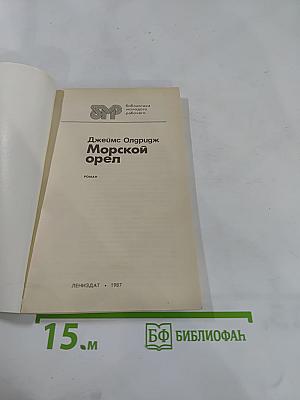 БМР
библиотека
молодого
рабочего
Джеймс Олдридж
Морской
орел
РОМАН
ЛЕНИЗДАТ • 1987
15.м
БФ БИБЛИОФАН